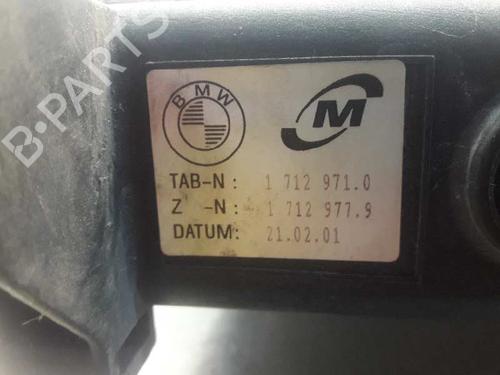 B-PARTS
BMW
M
TAB-N: 1 712 971.0
Z -N: 1 712 977.9
DATUM: 21.02.01